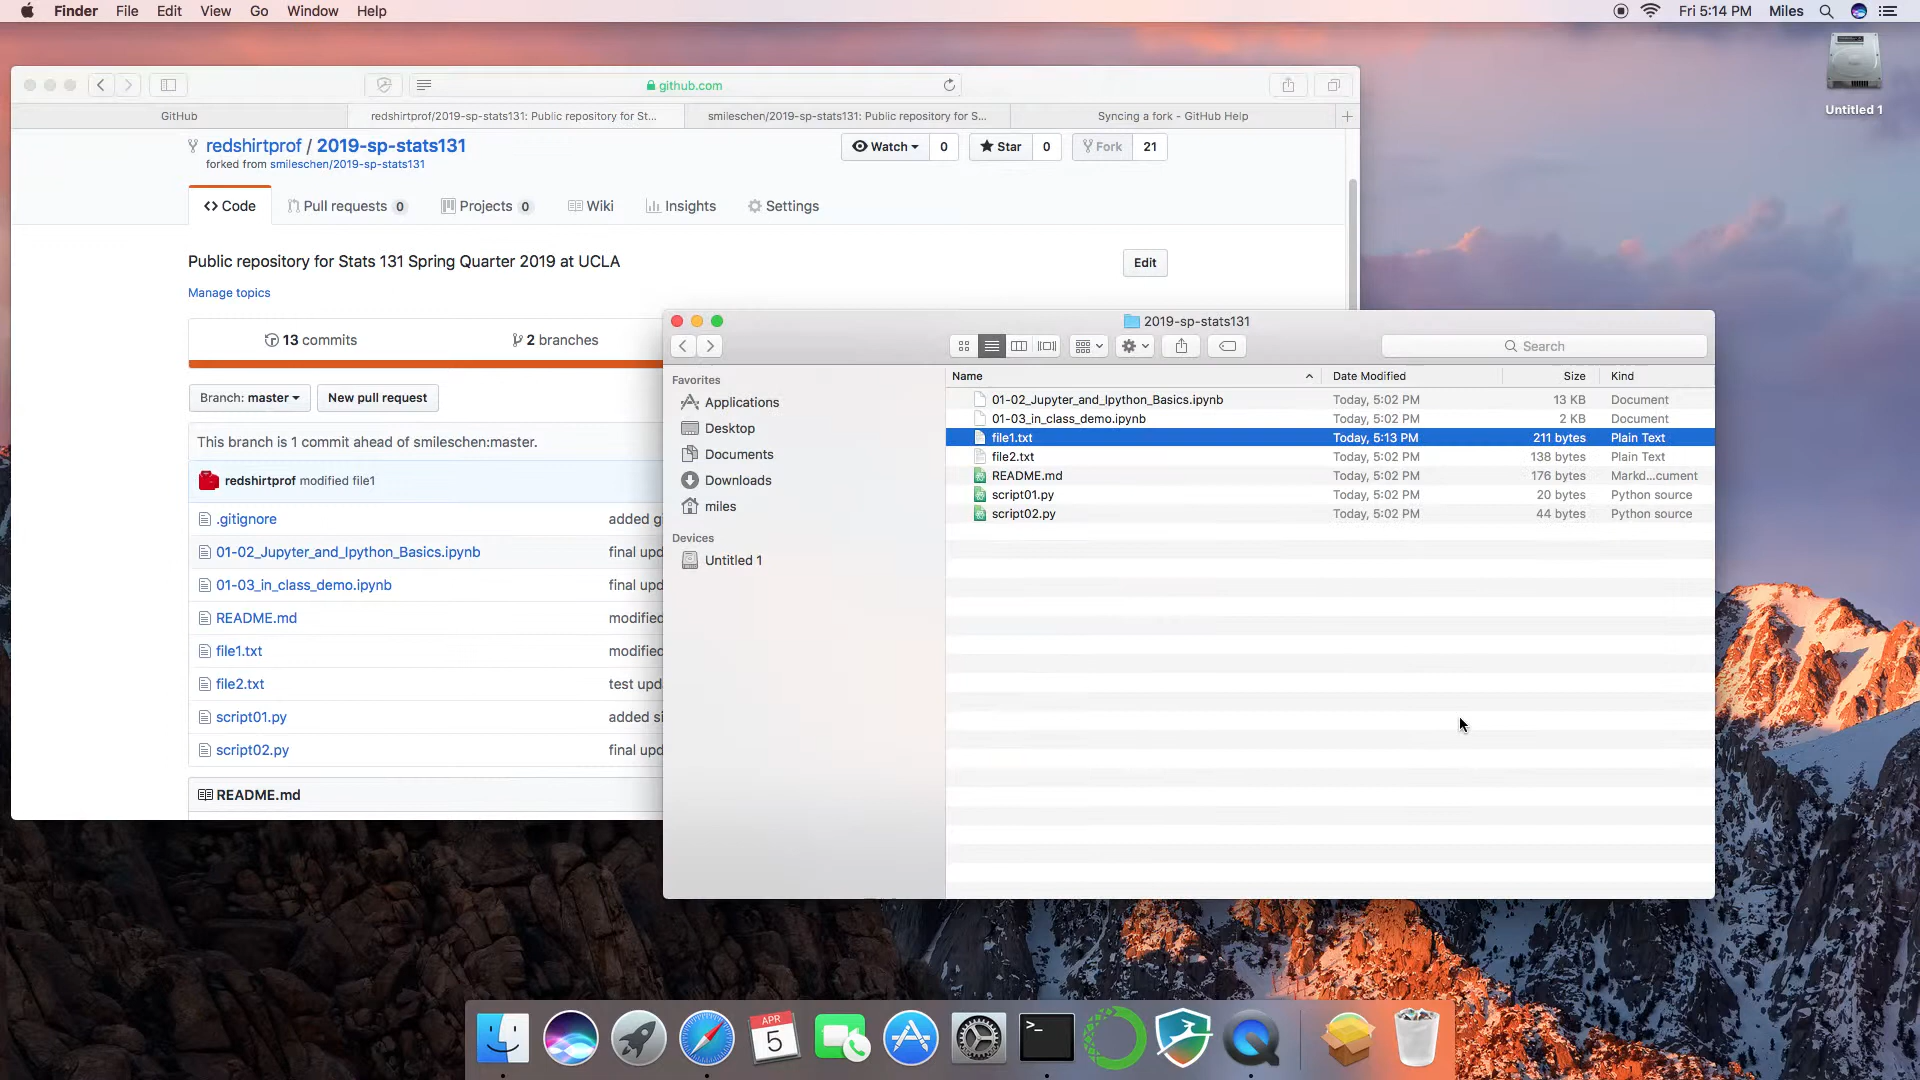 Finder File Edit View Go Window Help
Fri 5:14 PM Miles
Untitled 1
github.com
GitHub
redshirtprof/2019-sp-stats131: Public repository for St...
smileschen/2019-sp-stats131: Public repository for S...
Syncing a fork - GitHub Help
redshirtprof / 2019-sp-stats131
forked from smileschen/2019-sp-stats131
Watch 0 Star 0 Fork 21
Code Pull requests 0 Projects 0 Wiki Insights Settings
Public repository for Stats 131 Spring Quarter 2019 at UCLA
Edit
Manage topics
13 commits 2 branches
Branch: master New pull request
This branch is 1 commit ahead of smileschen:master.
redshirtprof modified file1
.gitignore added g
01-02_Jupyter_and_Ipython_Basics.ipynb final upd
01-03_in_class_demo.ipynb final upd
README.md modified
file1.txt modified
file2.txt test upd
script01.py added si
script02.py final upd
README.md
2019-sp-stats131
Search
Favorites
Applications
Desktop
Documents
Downloads
miles
Devices
Untitled 1
Name Date Modified Size Kind
01-02_Jupyter_and_Ipython_Basics.ipynb Today, 5:02 PM 13 KB Document
01-03_in_class_demo.ipynb Today, 5:02 PM 2 KB Document
file1.txt Today, 5:13 PM 211 bytes Plain Text
file2.txt Today, 5:02 PM 138 bytes Plain Text
README.md Today, 5:02 PM 176 bytes Markd...cument
script01.py Today, 5:02 PM 20 bytes Python source
script02.py Today, 5:02 PM 44 bytes Python source
APR
5
>_